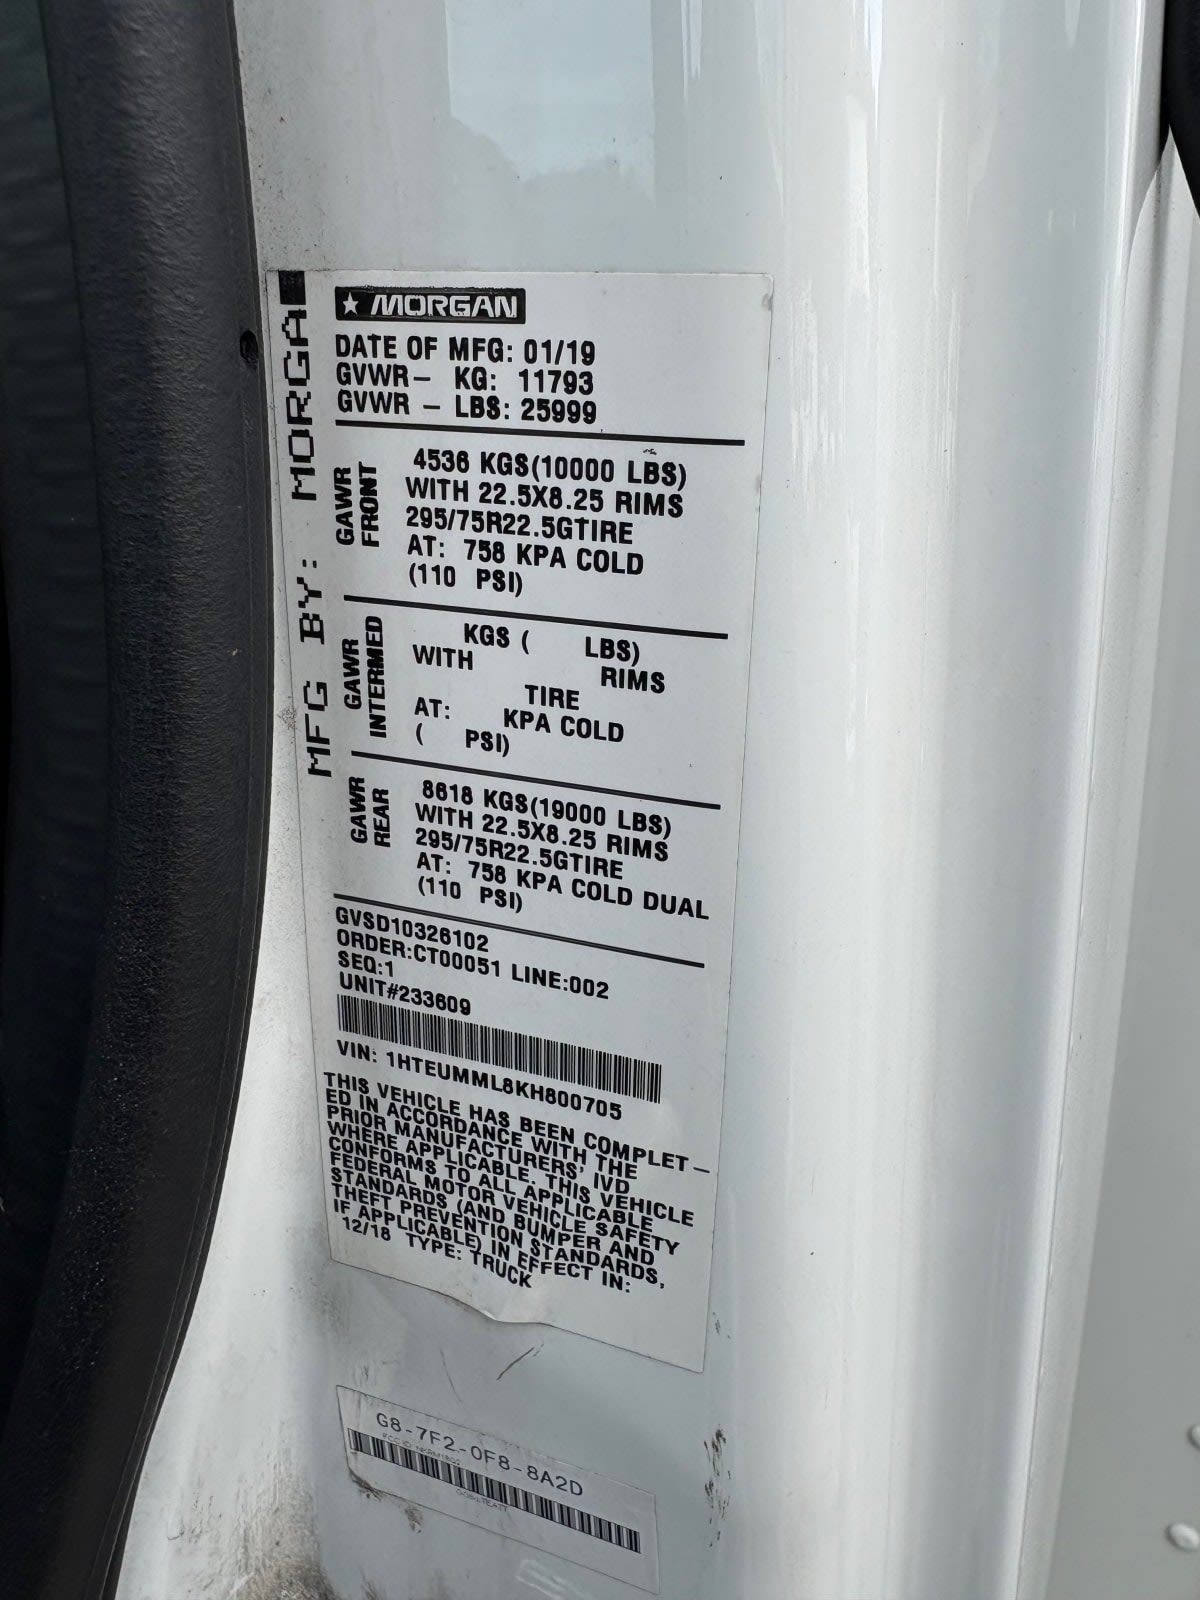 MFG BY: MORGA
MORGAN
DATE OF MFG: 01/19
GVWR– KG: 11793
GVWR – LBS: 25999
GAWR FRONT
4536 KGS(10000 LBS)
WITH 22.5X8.25 RIMS
295/75R22.5GTIRE
AT: 758 KPA COLD
(110 PSI)
GAWR INTERMED
KGS ( LBS)
WITH RIMS
TIRE
AT: KPA COLD
( PSI)
GAWR REAR
8618 KGS(19000 LBS)
WITH 22.5X8.25 RIMS
295/75R22.5GTIRE
AT: 758 KPA COLD DUAL
(110 PSI)
GVSD10326102
ORDER:CT00051 LINE:002
SEQ:1
UNIT#233609
VIN: 1HTEUMML8KH800705
THIS VEHICLE HAS BEEN COMPLET–
ED IN ACCORDANCE WITH THE
PRIOR MANUFACTURERS' IVD
WHERE APPLICABLE. THIS VEHICLE
CONFORMS TO ALL APPLICABLE
FEDERAL MOTOR VEHICLE SAFETY
STANDARDS (AND BUMPER AND
THEFT PREVENTION STANDARDS,
IF APPLICABLE) IN EFFECT IN:
12/18 TYPE: TRUCK
G8-7F2-0F8-8A2D
FCC ID